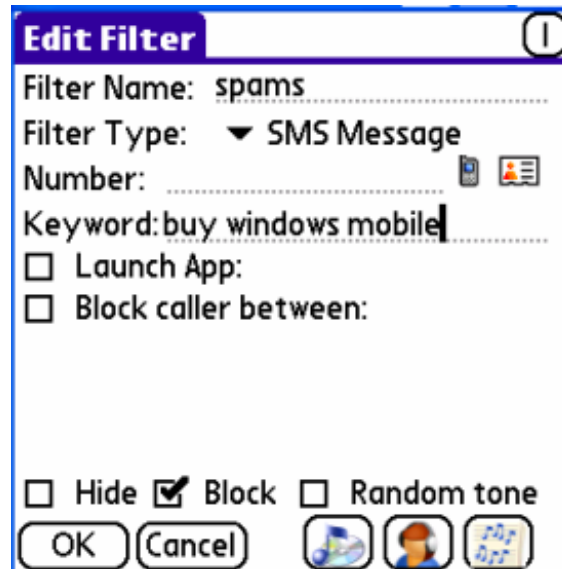 Edit Filter
Filter Name: spams
Filter Type: SMS Message
Number:
Keyword: buy windows mobile
Launch App:
Block caller between:
Hide Block Random tone
OK Cancel